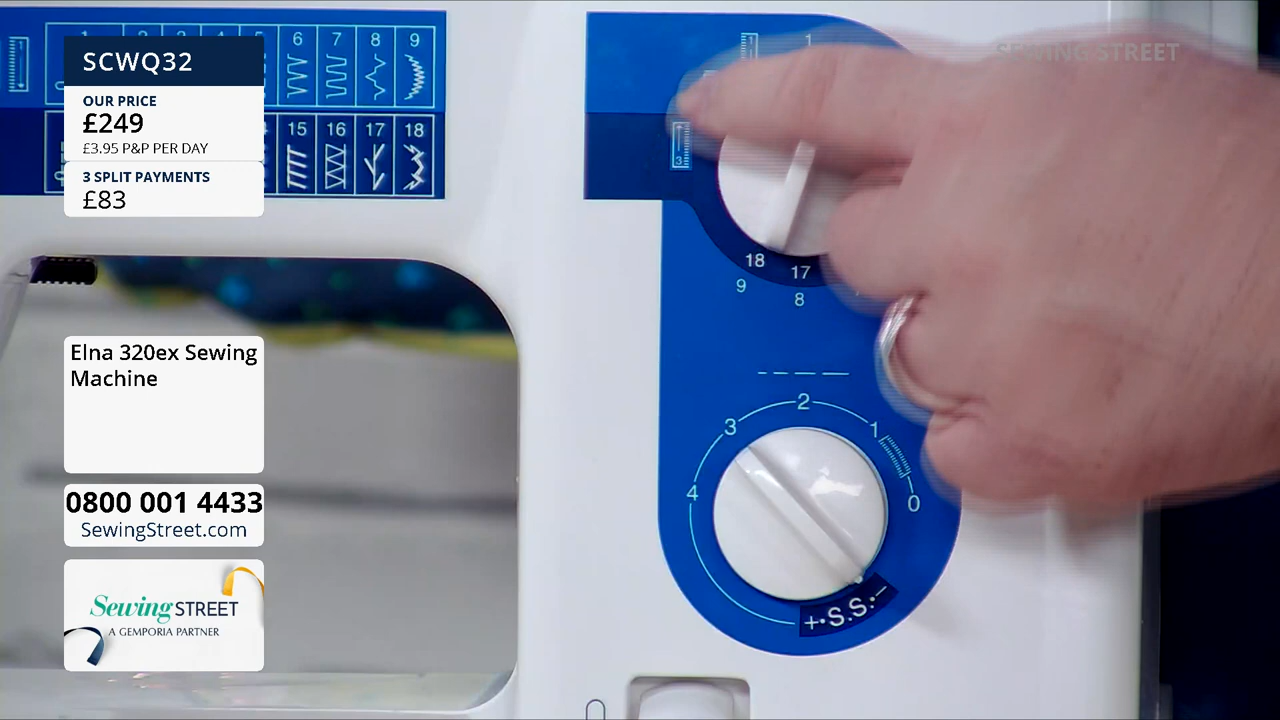 SCWQ32
OUR PRICE
£249
£3.95 P&P PER DAY
3 SPLIT PAYMENTS
£83
Elna 320ex Sewing
Machine
0800 001 4433
SewingStreet.com
Sewing STREET
A GEMPORIA PARTNER
SEWING STREET
6 7 8 9
15 16 17 18
1
3
18 17
9 8
4 3 2 1 0
+•S.S.•−